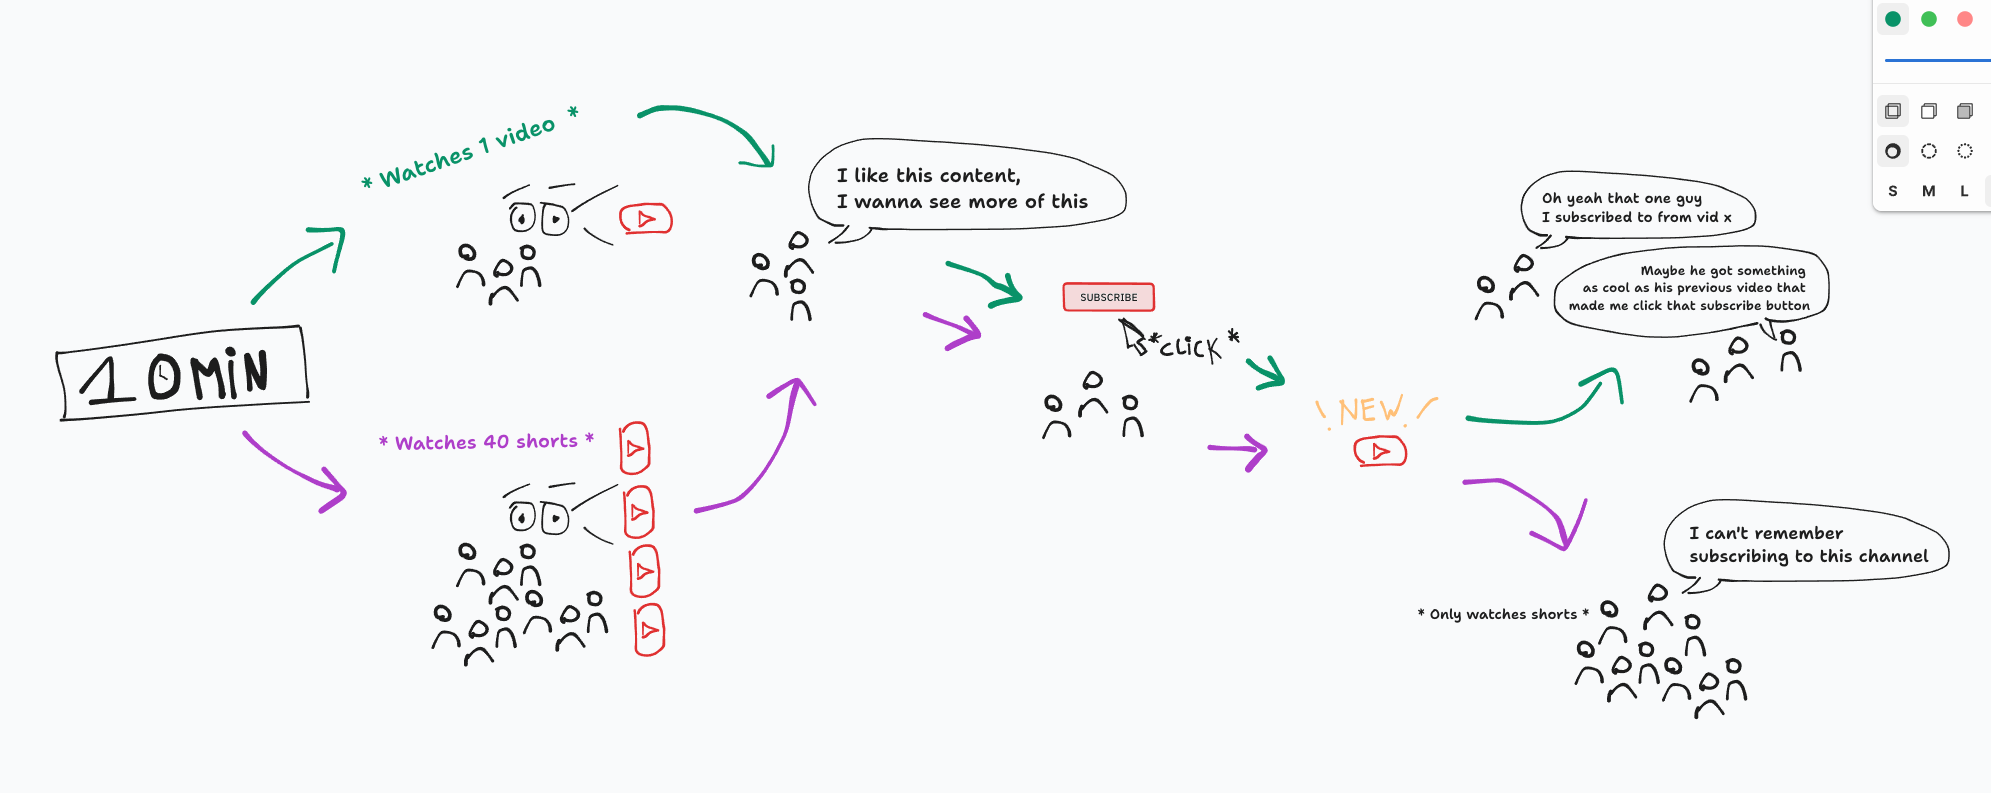 * Watches 1 video *
I like this content,
I wanna see more of this
10MiN
* Watches 40 shorts *
SUBSCRIBE
*CLiCK*
! NEW !
Oh yeah that one guy
I subscribed to from vid x
Maybe he got something
as cool as his previous video that
made me click that subscribe button
I can't remember
subscribing to this channel
* Only watches shorts *
S M L